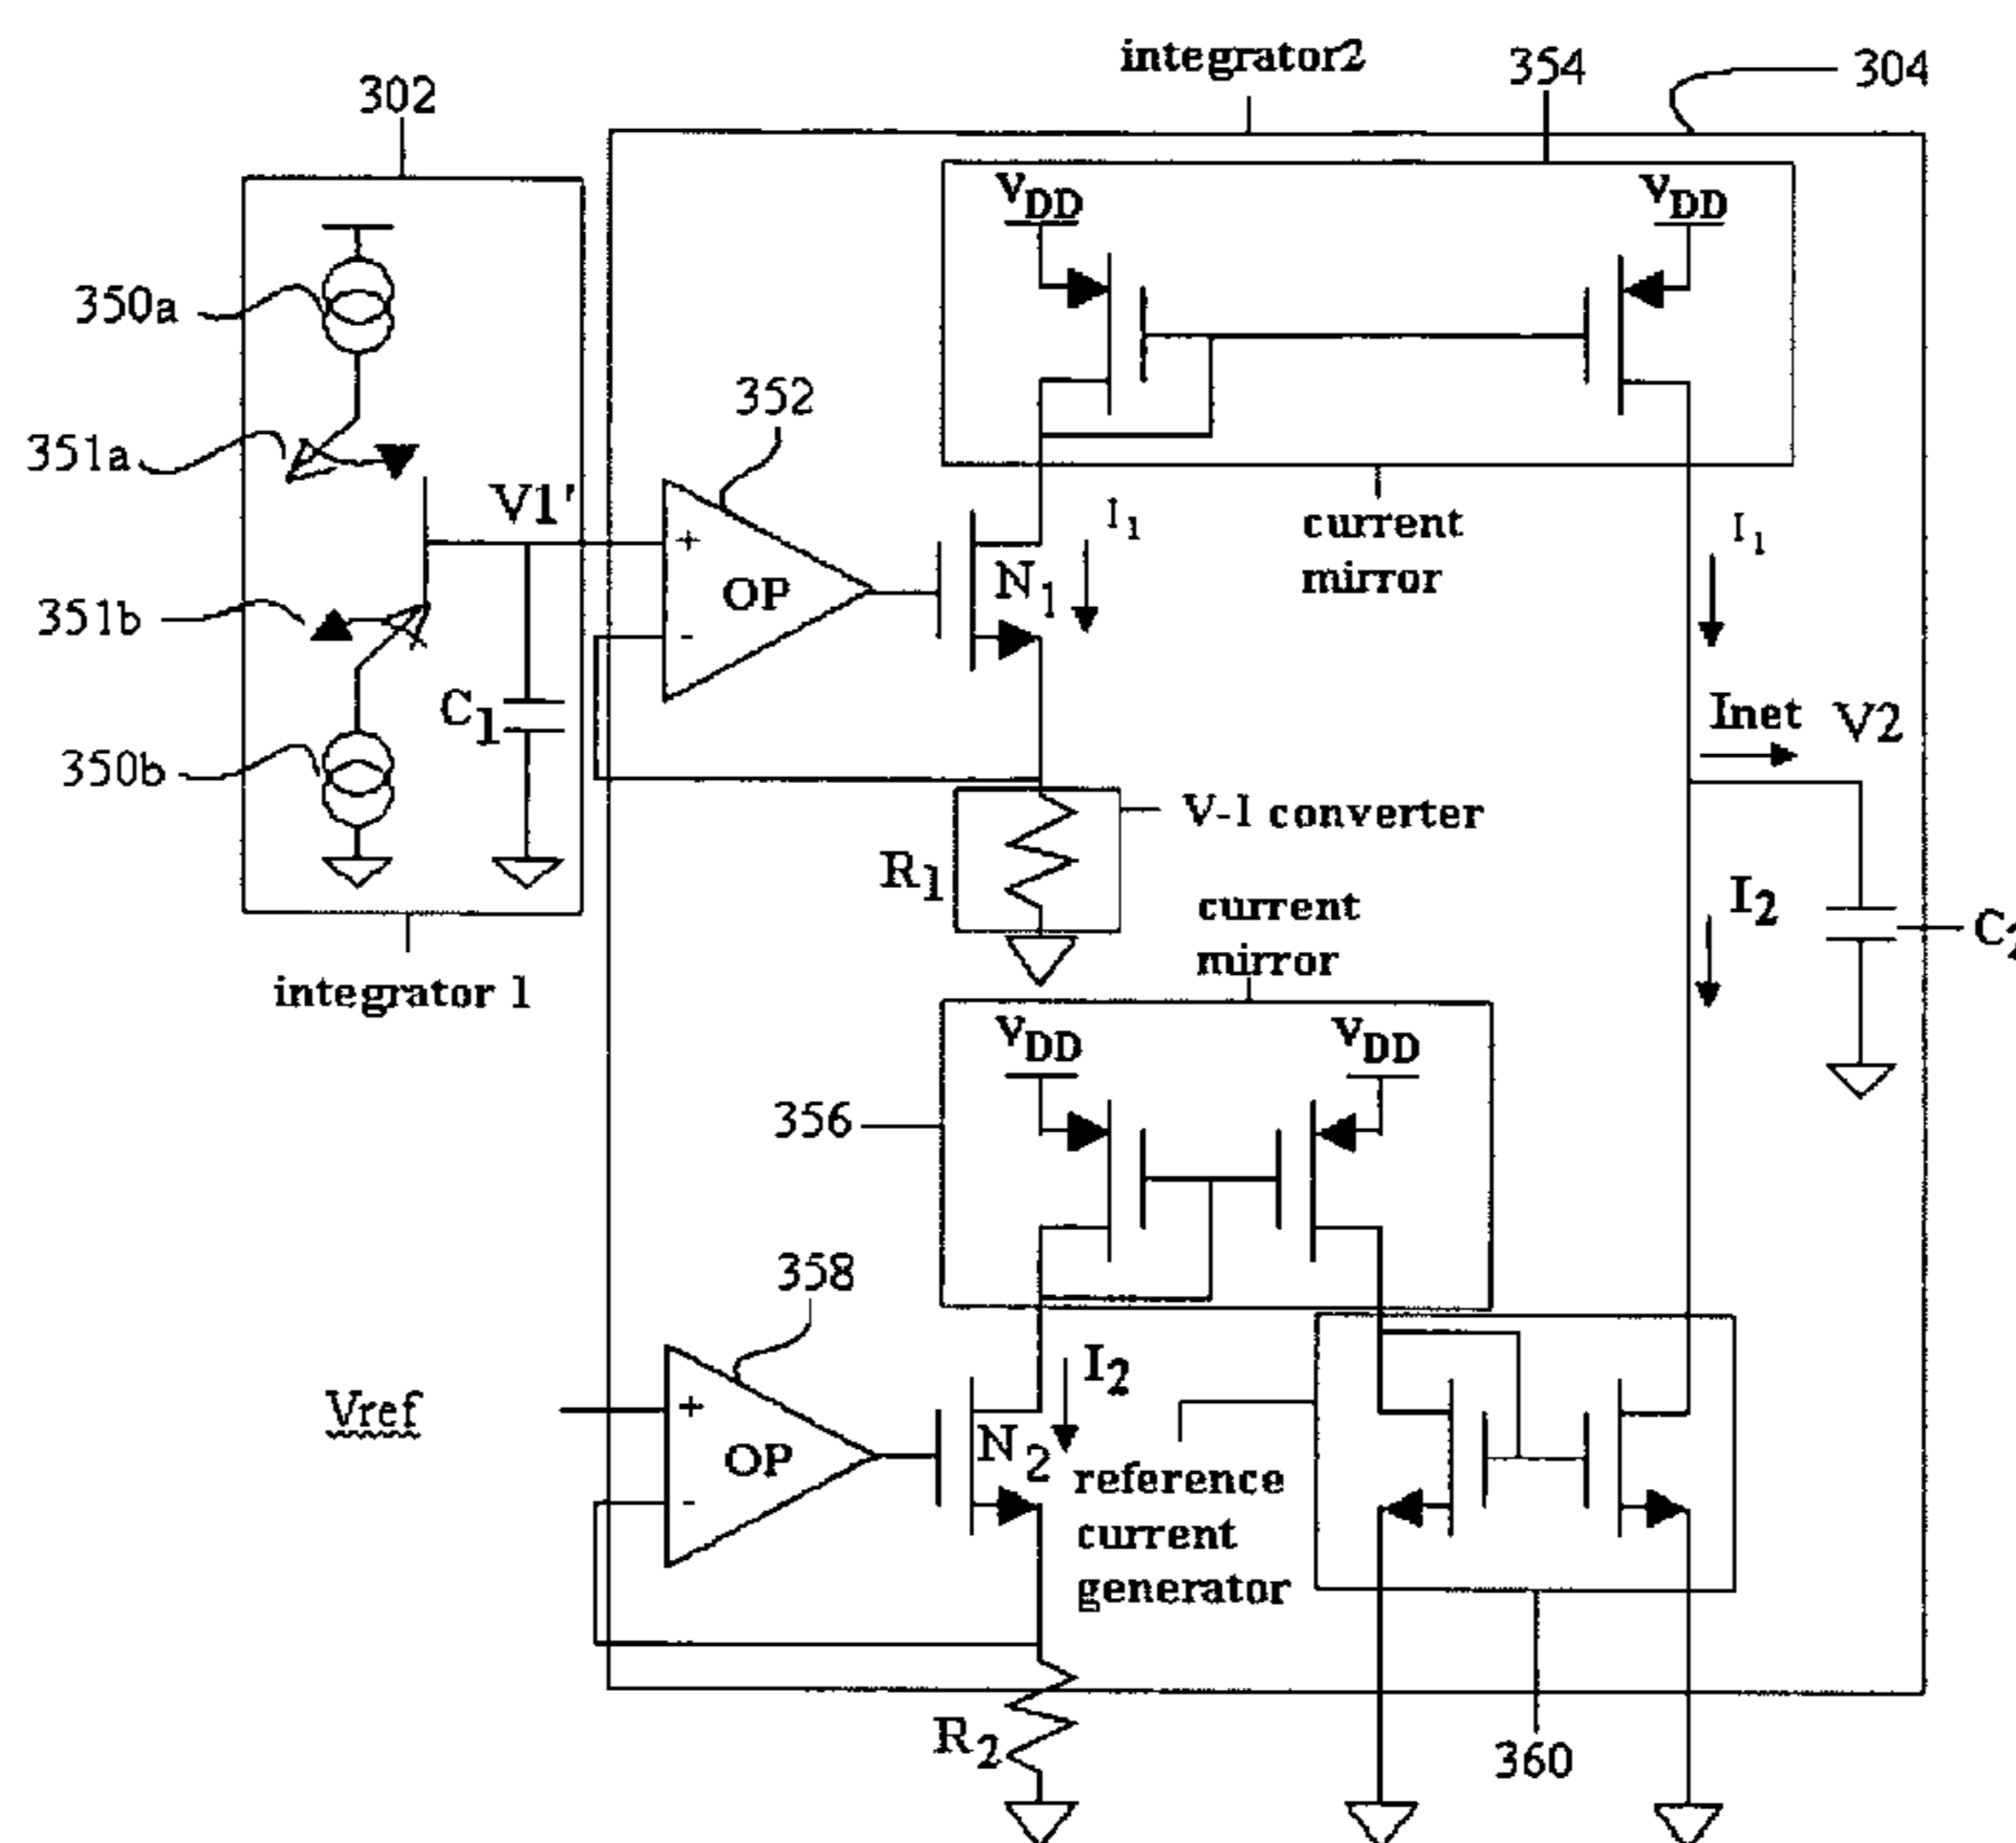 integrator2
354
304
302
VDD
VDD
350a
352
351a
V1'
I1
current
mirror
I1
+
OP
-
N1
351b
C1
Inet
V2
350b
V-I converter
R1
current
mirror
I2
C2
integrator 1
VDD
VDD
356
358
I2
Vref
+
OP
-
N2
reference
current
generator
R2
360